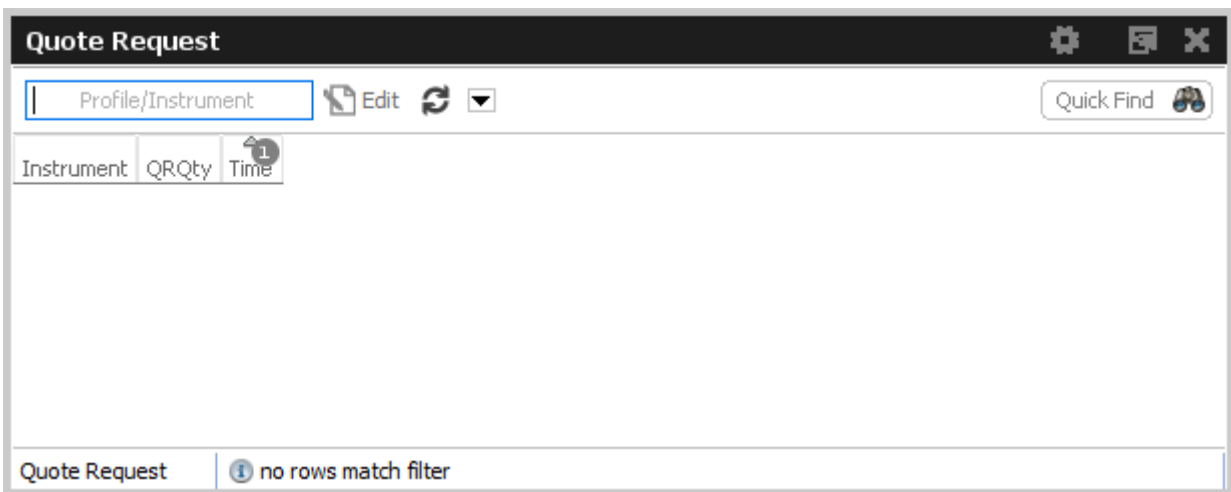 Quote Request
Profile/Instrument Edit Quick Find
Instrument QRQty Time 1
Quote Request no rows match filter